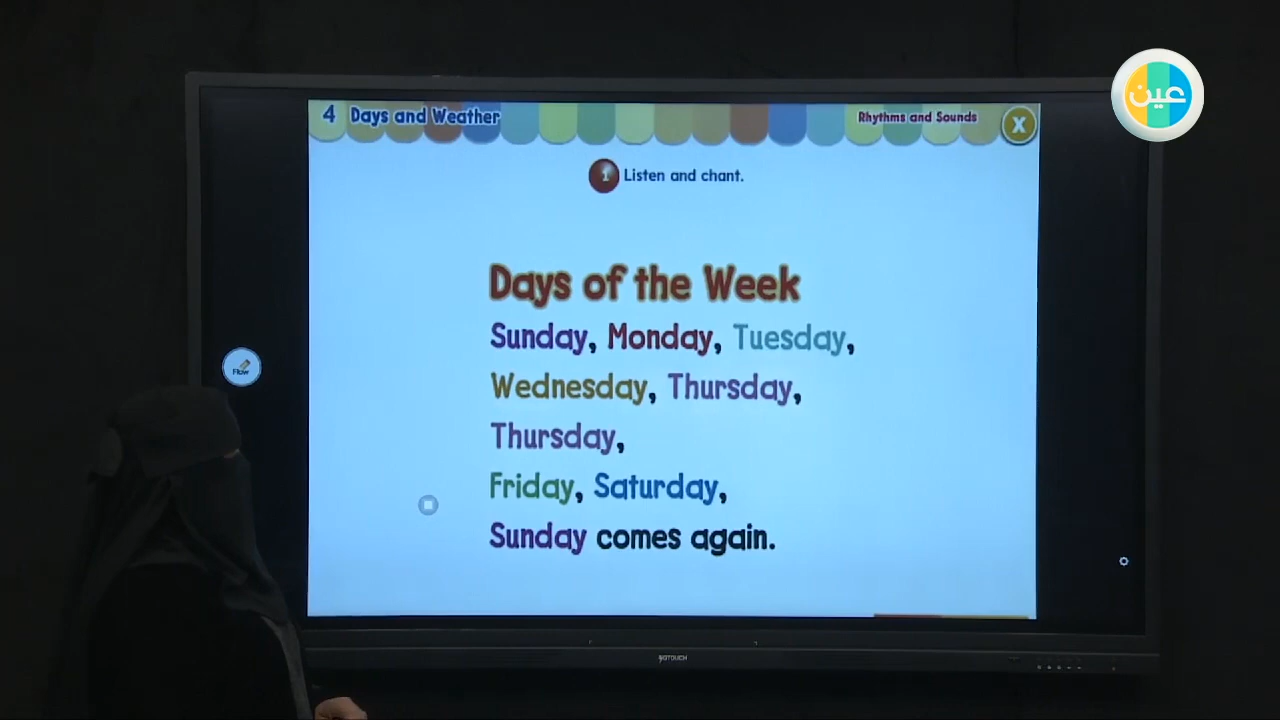 عين
4 Days and Weather
Rhythms and Sounds
X
1 Listen and chant.
Days of the Week
Sunday, Monday, Tuesday,
Wednesday, Thursday,
Thursday,
Friday, Saturday,
Sunday comes again.
Flow